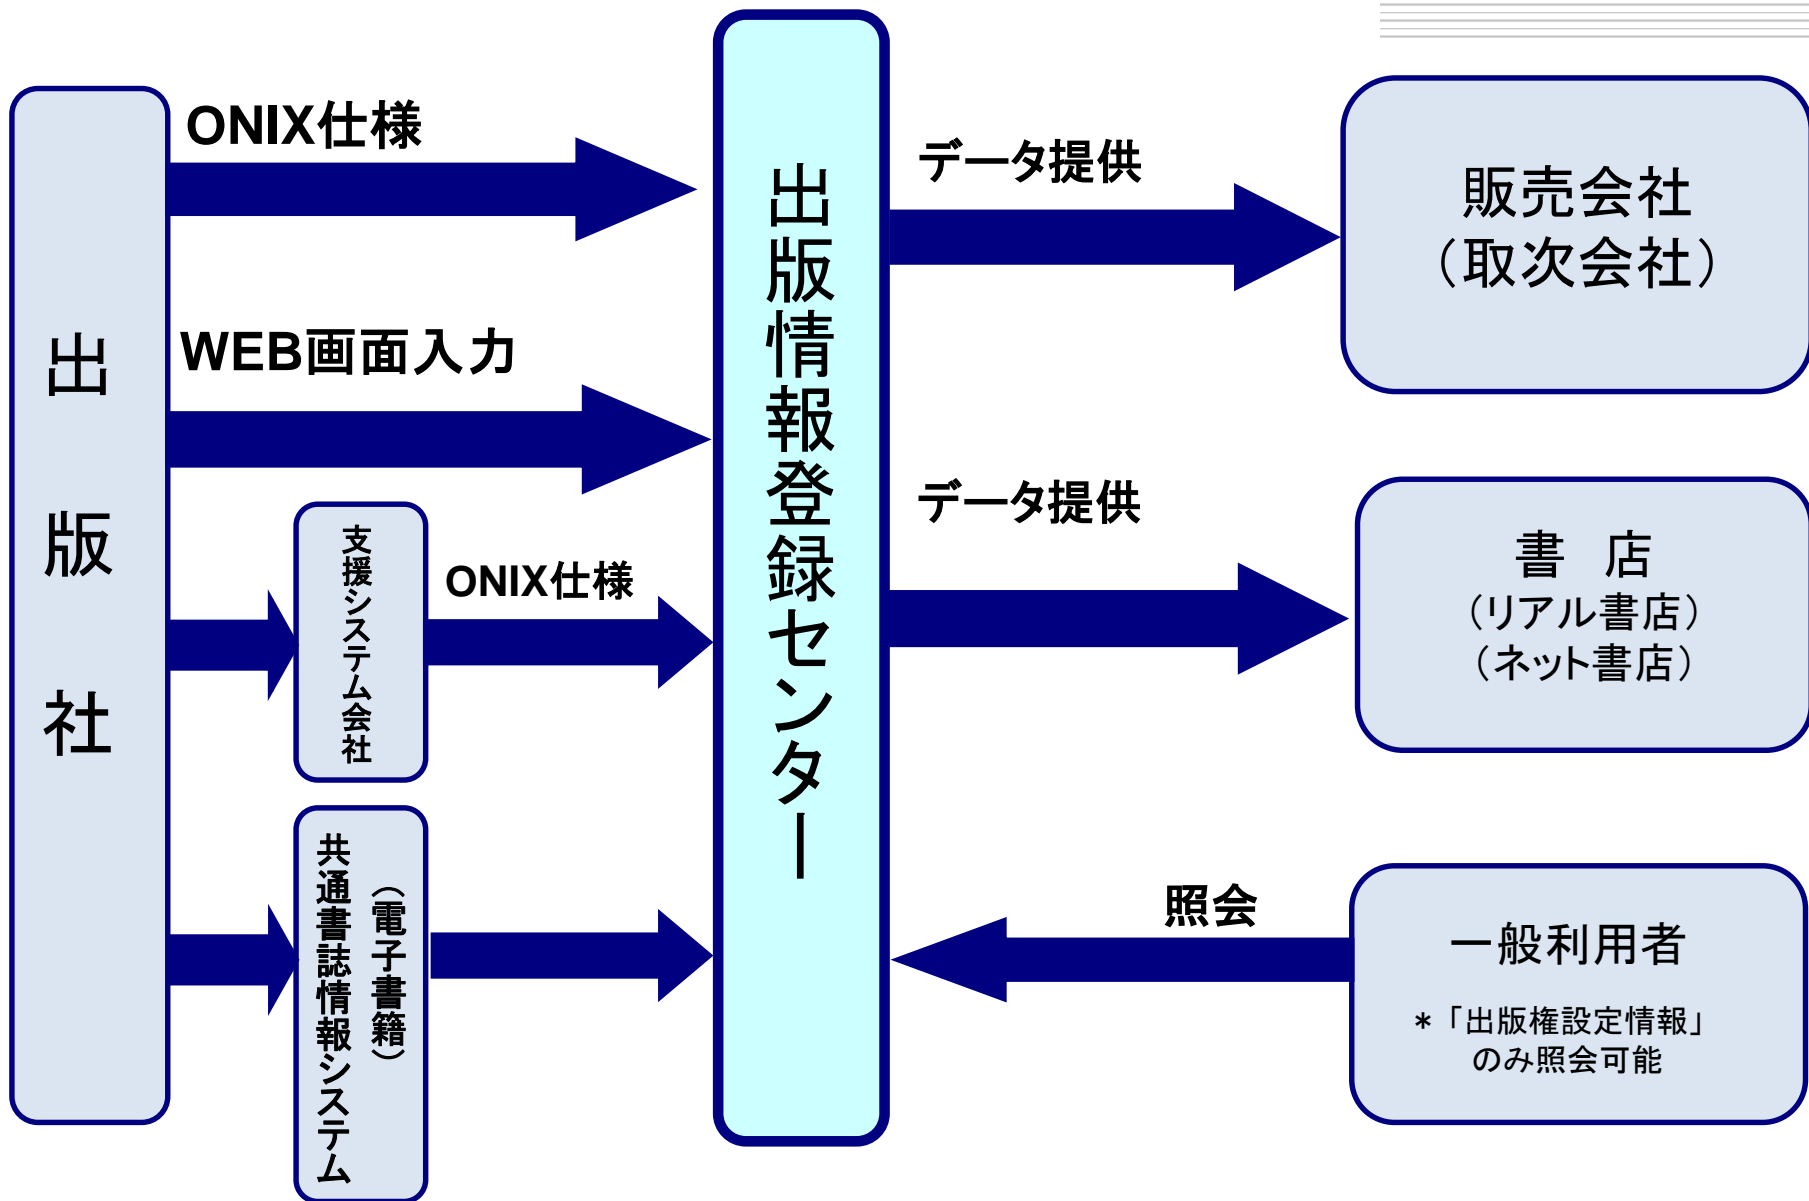 出版社
ONIX仕様
WEB画面入力
支援システム会社
ONIX仕様
(電子書籍)
共通書誌情報システム
出版情報登録センター
データ提供
販売会社
（取次会社）
データ提供
書　店
（リアル書店）
（ネット書店）
照会
一般利用者
*「出版権設定情報」
のみ照会可能